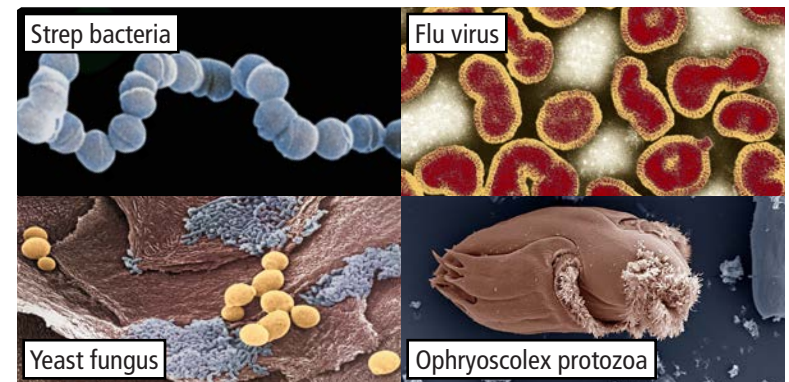 Strep bacteria
Flu virus
Yeast fungus
Ophryoscolex protozoa